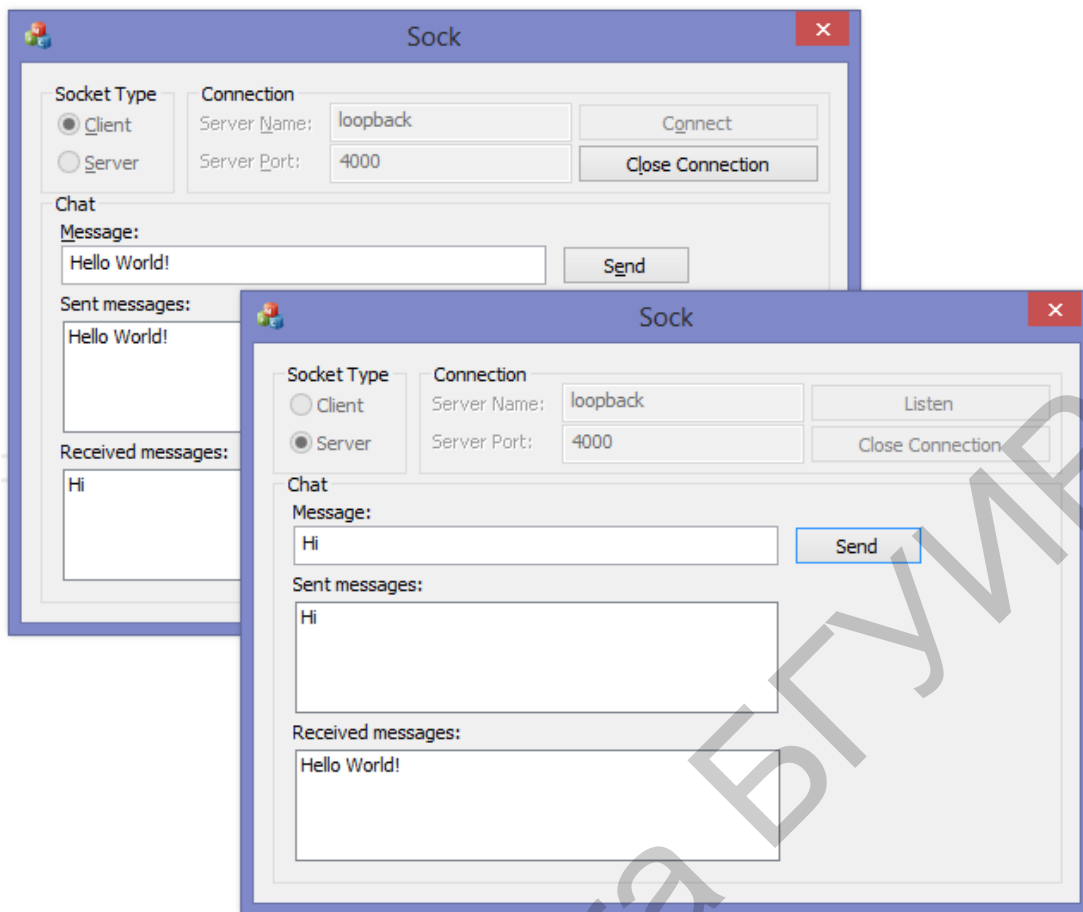 Sock
Socket Type
Connection
Client
Server Name:
loopback
Connect
Server
Server Port:
4000
Close Connection
Chat
Message:
Hello World!
Send
Sent messages:
Hello World!
Received messages:
Hi
Sock
Socket Type
Connection
Client
Server Name:
loopback
Listen
Server
Server Port:
4000
Close Connection
Chat
Message:
Hi
Send
Sent messages:
Hi
Received messages:
Hello World!
БГУИР